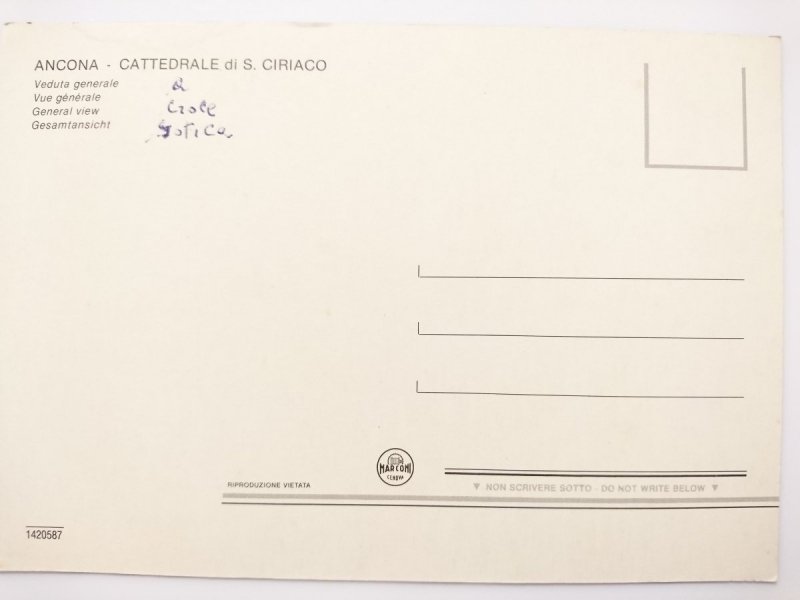 ANCONA - CATTEDRALE di S. CIRIACO
Veduta generale
Vue générale
General view
Gesamtansicht
a
croce
gotica
MARCONI
GENOVA
RIPRODUZIONE VIETATA
▼ NON SCRIVERE SOTTO - DO NOT WRITE BELOW ▼
1420587